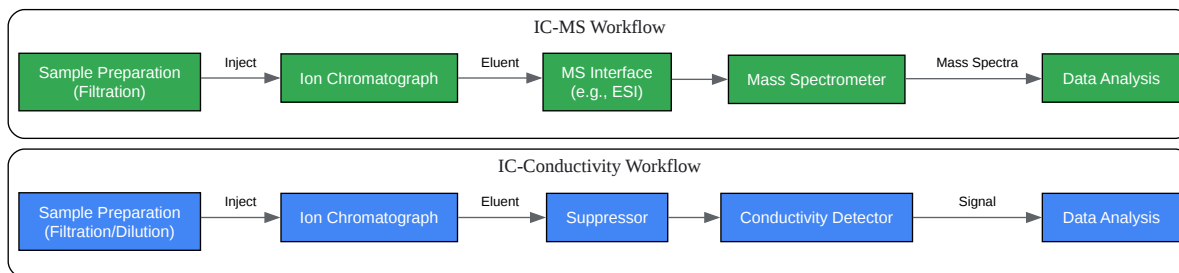 IC-MS Workflow
Inject
Eluent
Mass Spectra
Sample Preparation
(Filtration)
Ion Chromatograph
MS Interface
(e.g., ESI)
Mass Spectrometer
Data Analysis
IC-Conductivity Workflow
Inject
Eluent
Signal
Sample Preparation
(Filtration/Dilution)
Ion Chromatograph
Suppressor
Conductivity Detector
Data Analysis